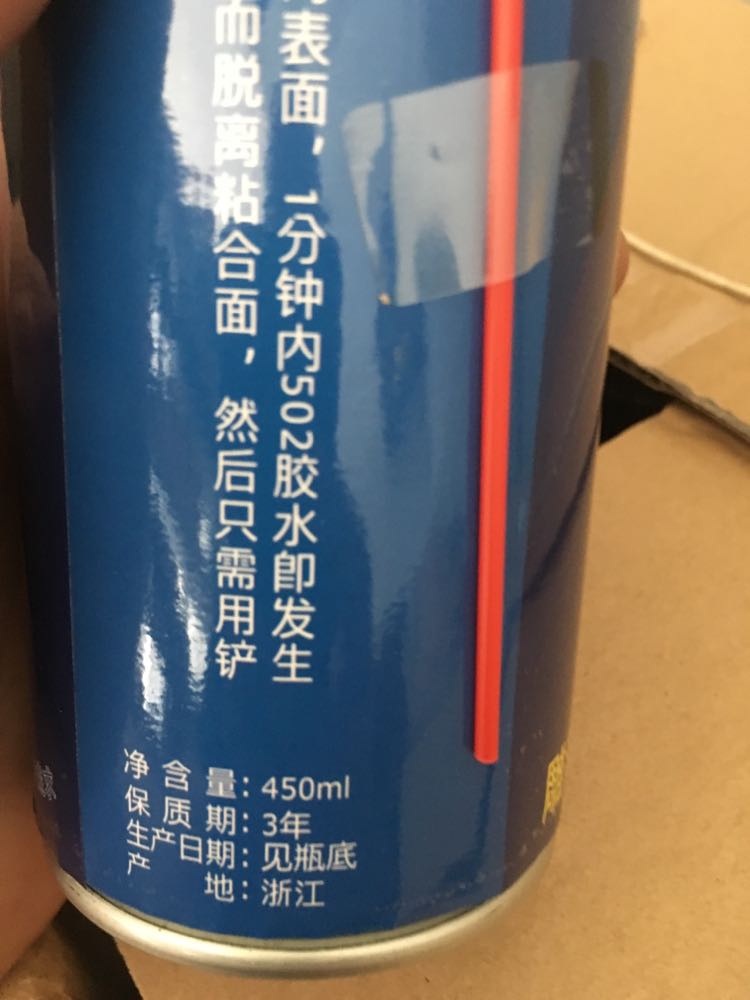 表面，1分钟内502胶水即发生
而脱离粘合面，然后只需用铲
净含量：450ml
保质期：3年
生产日期：见瓶底
产地：浙江